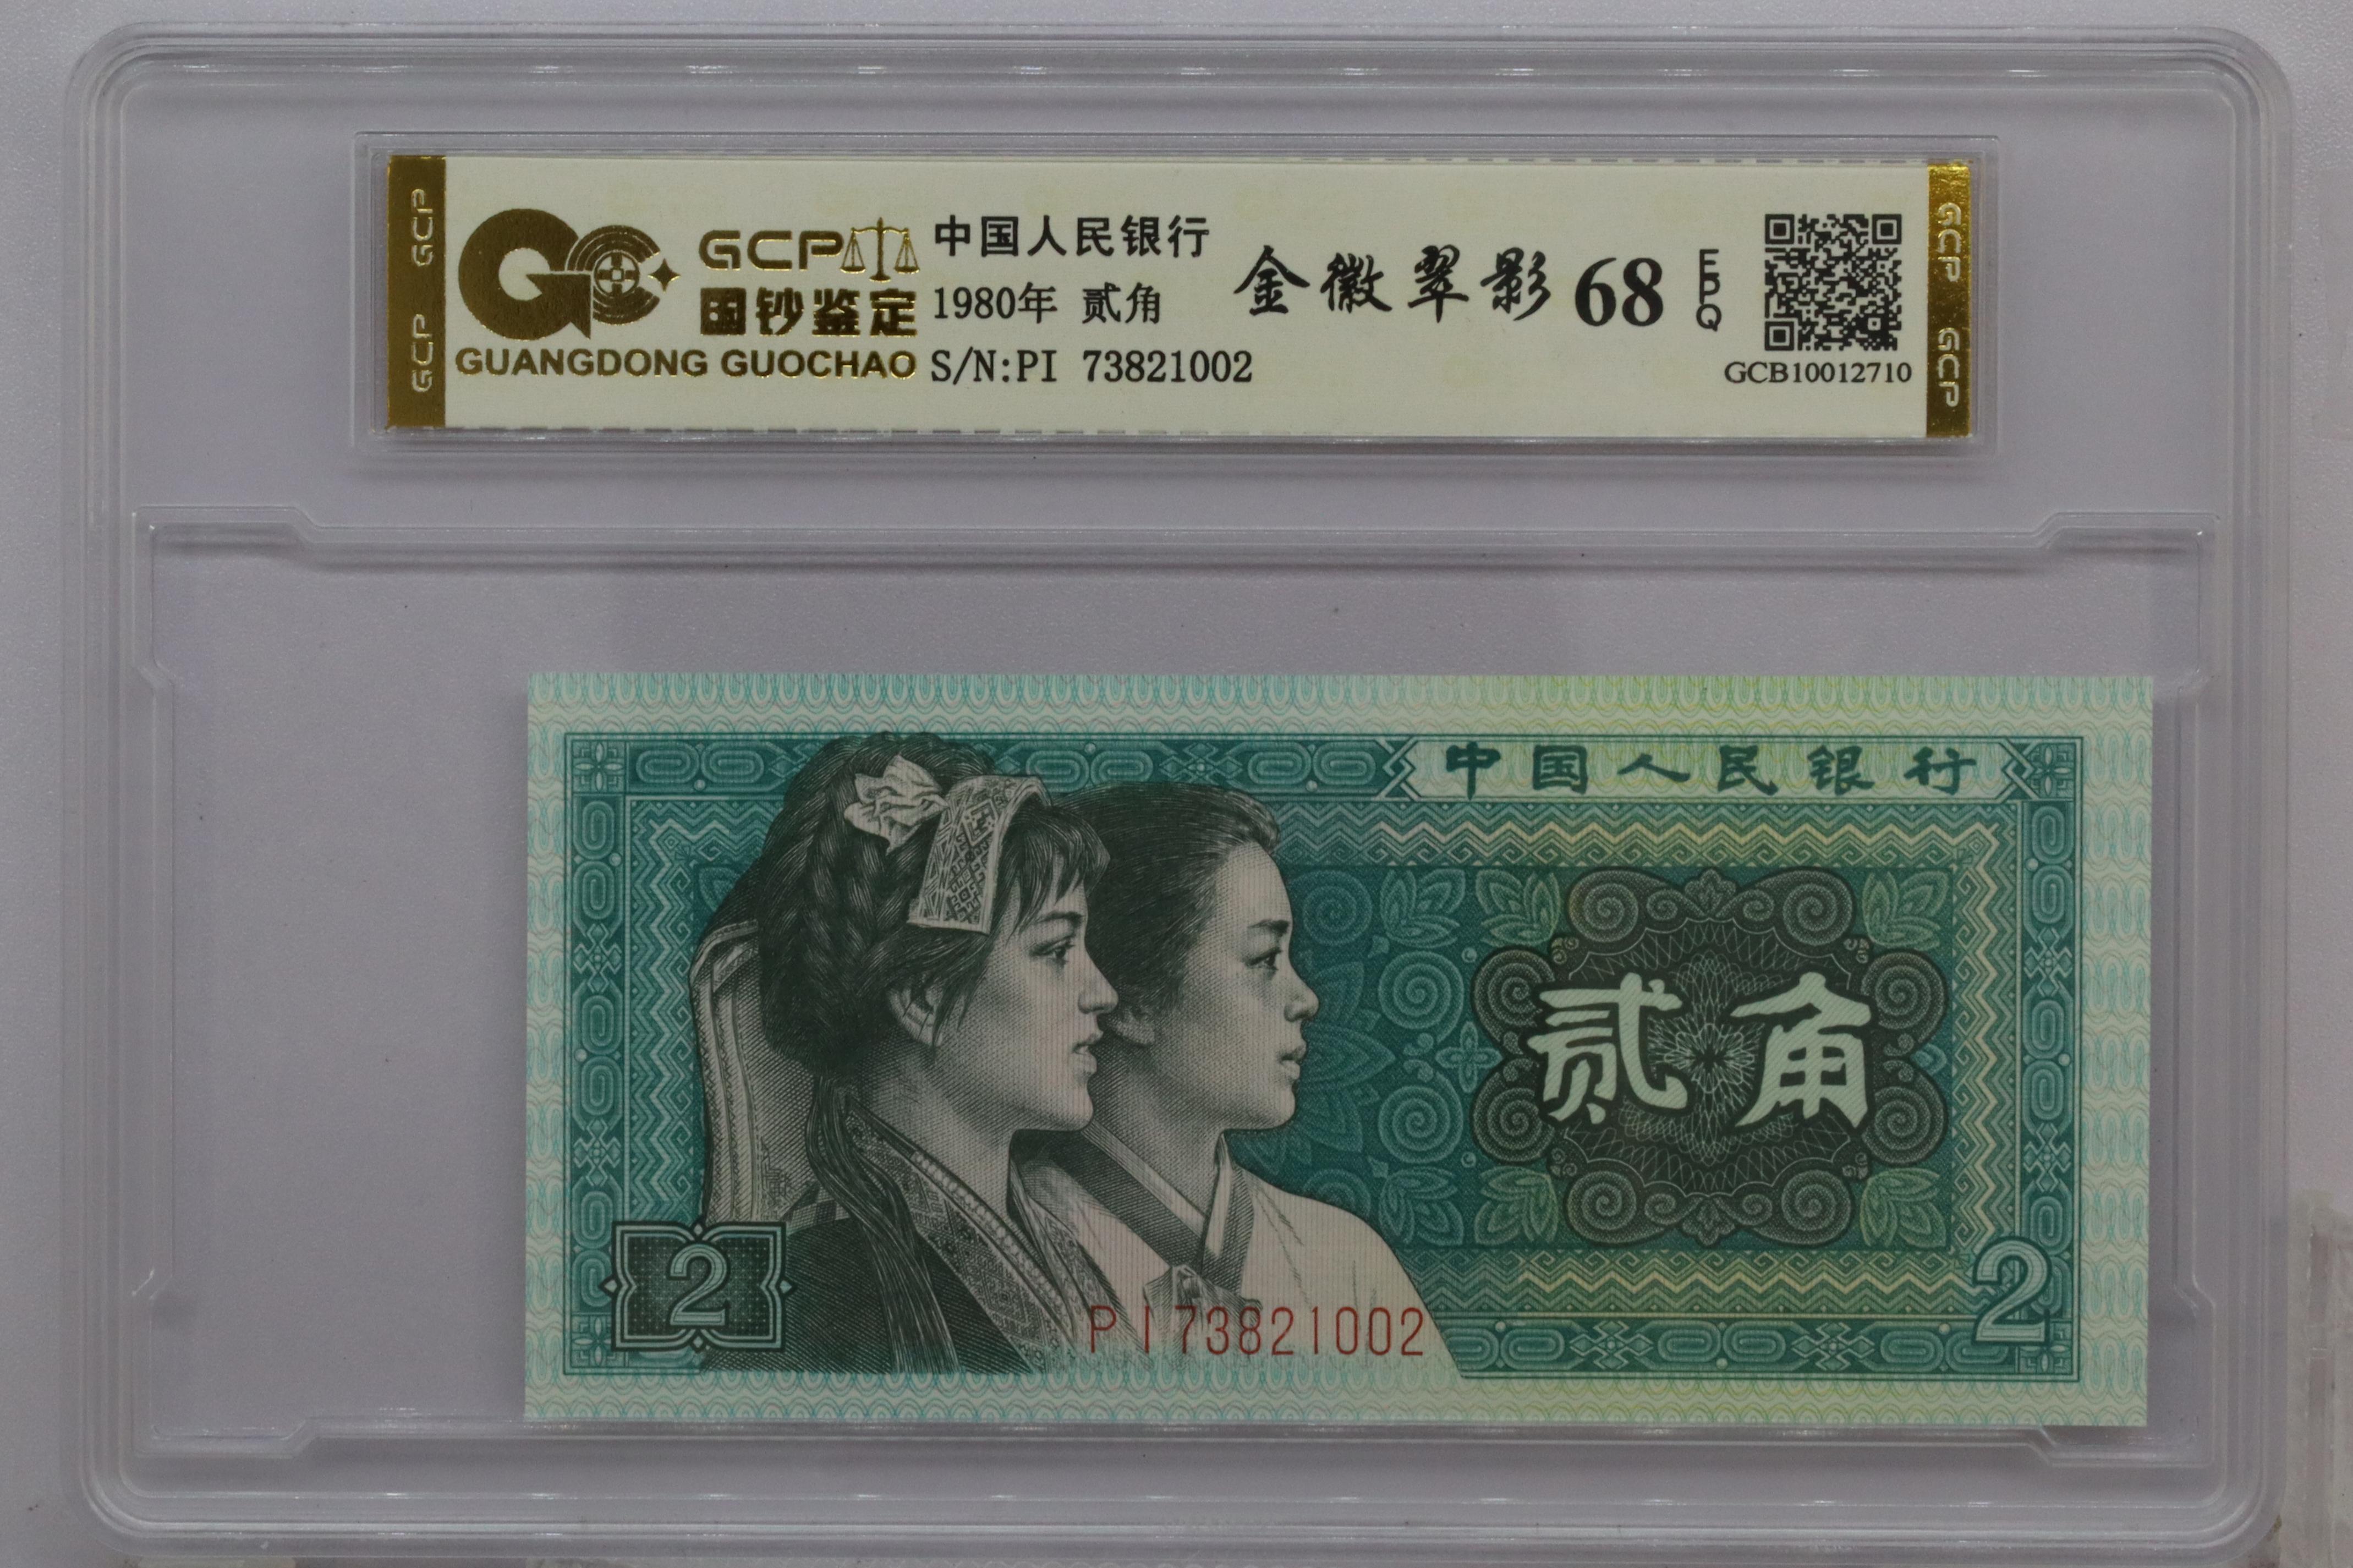 GCP
GCP
GCP
国钞鉴定
GUANGDONG GUOCHAO
中国人民银行
1980年 贰角
S/N:PI 73821002
金徽翠影 68 EPQ
GCB10012710
GCP
GCP
中国人民银行
贰角
2
PI73821002
2